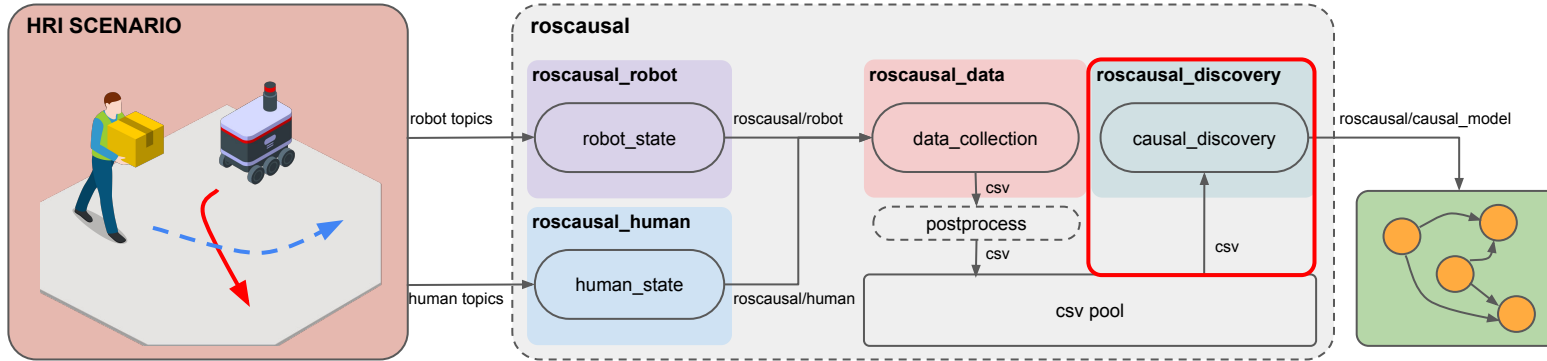 HRI SCENARIO
robot topics
human topics
roscausal
roscausal_robot
robot_state
roscausal/robot
roscausal_human
human_state
roscausal/human
roscausal_data
data_collection
csv
postprocess
csv
csv pool
roscausal_discovery
causal_discovery
csv
roscausal/causal_model